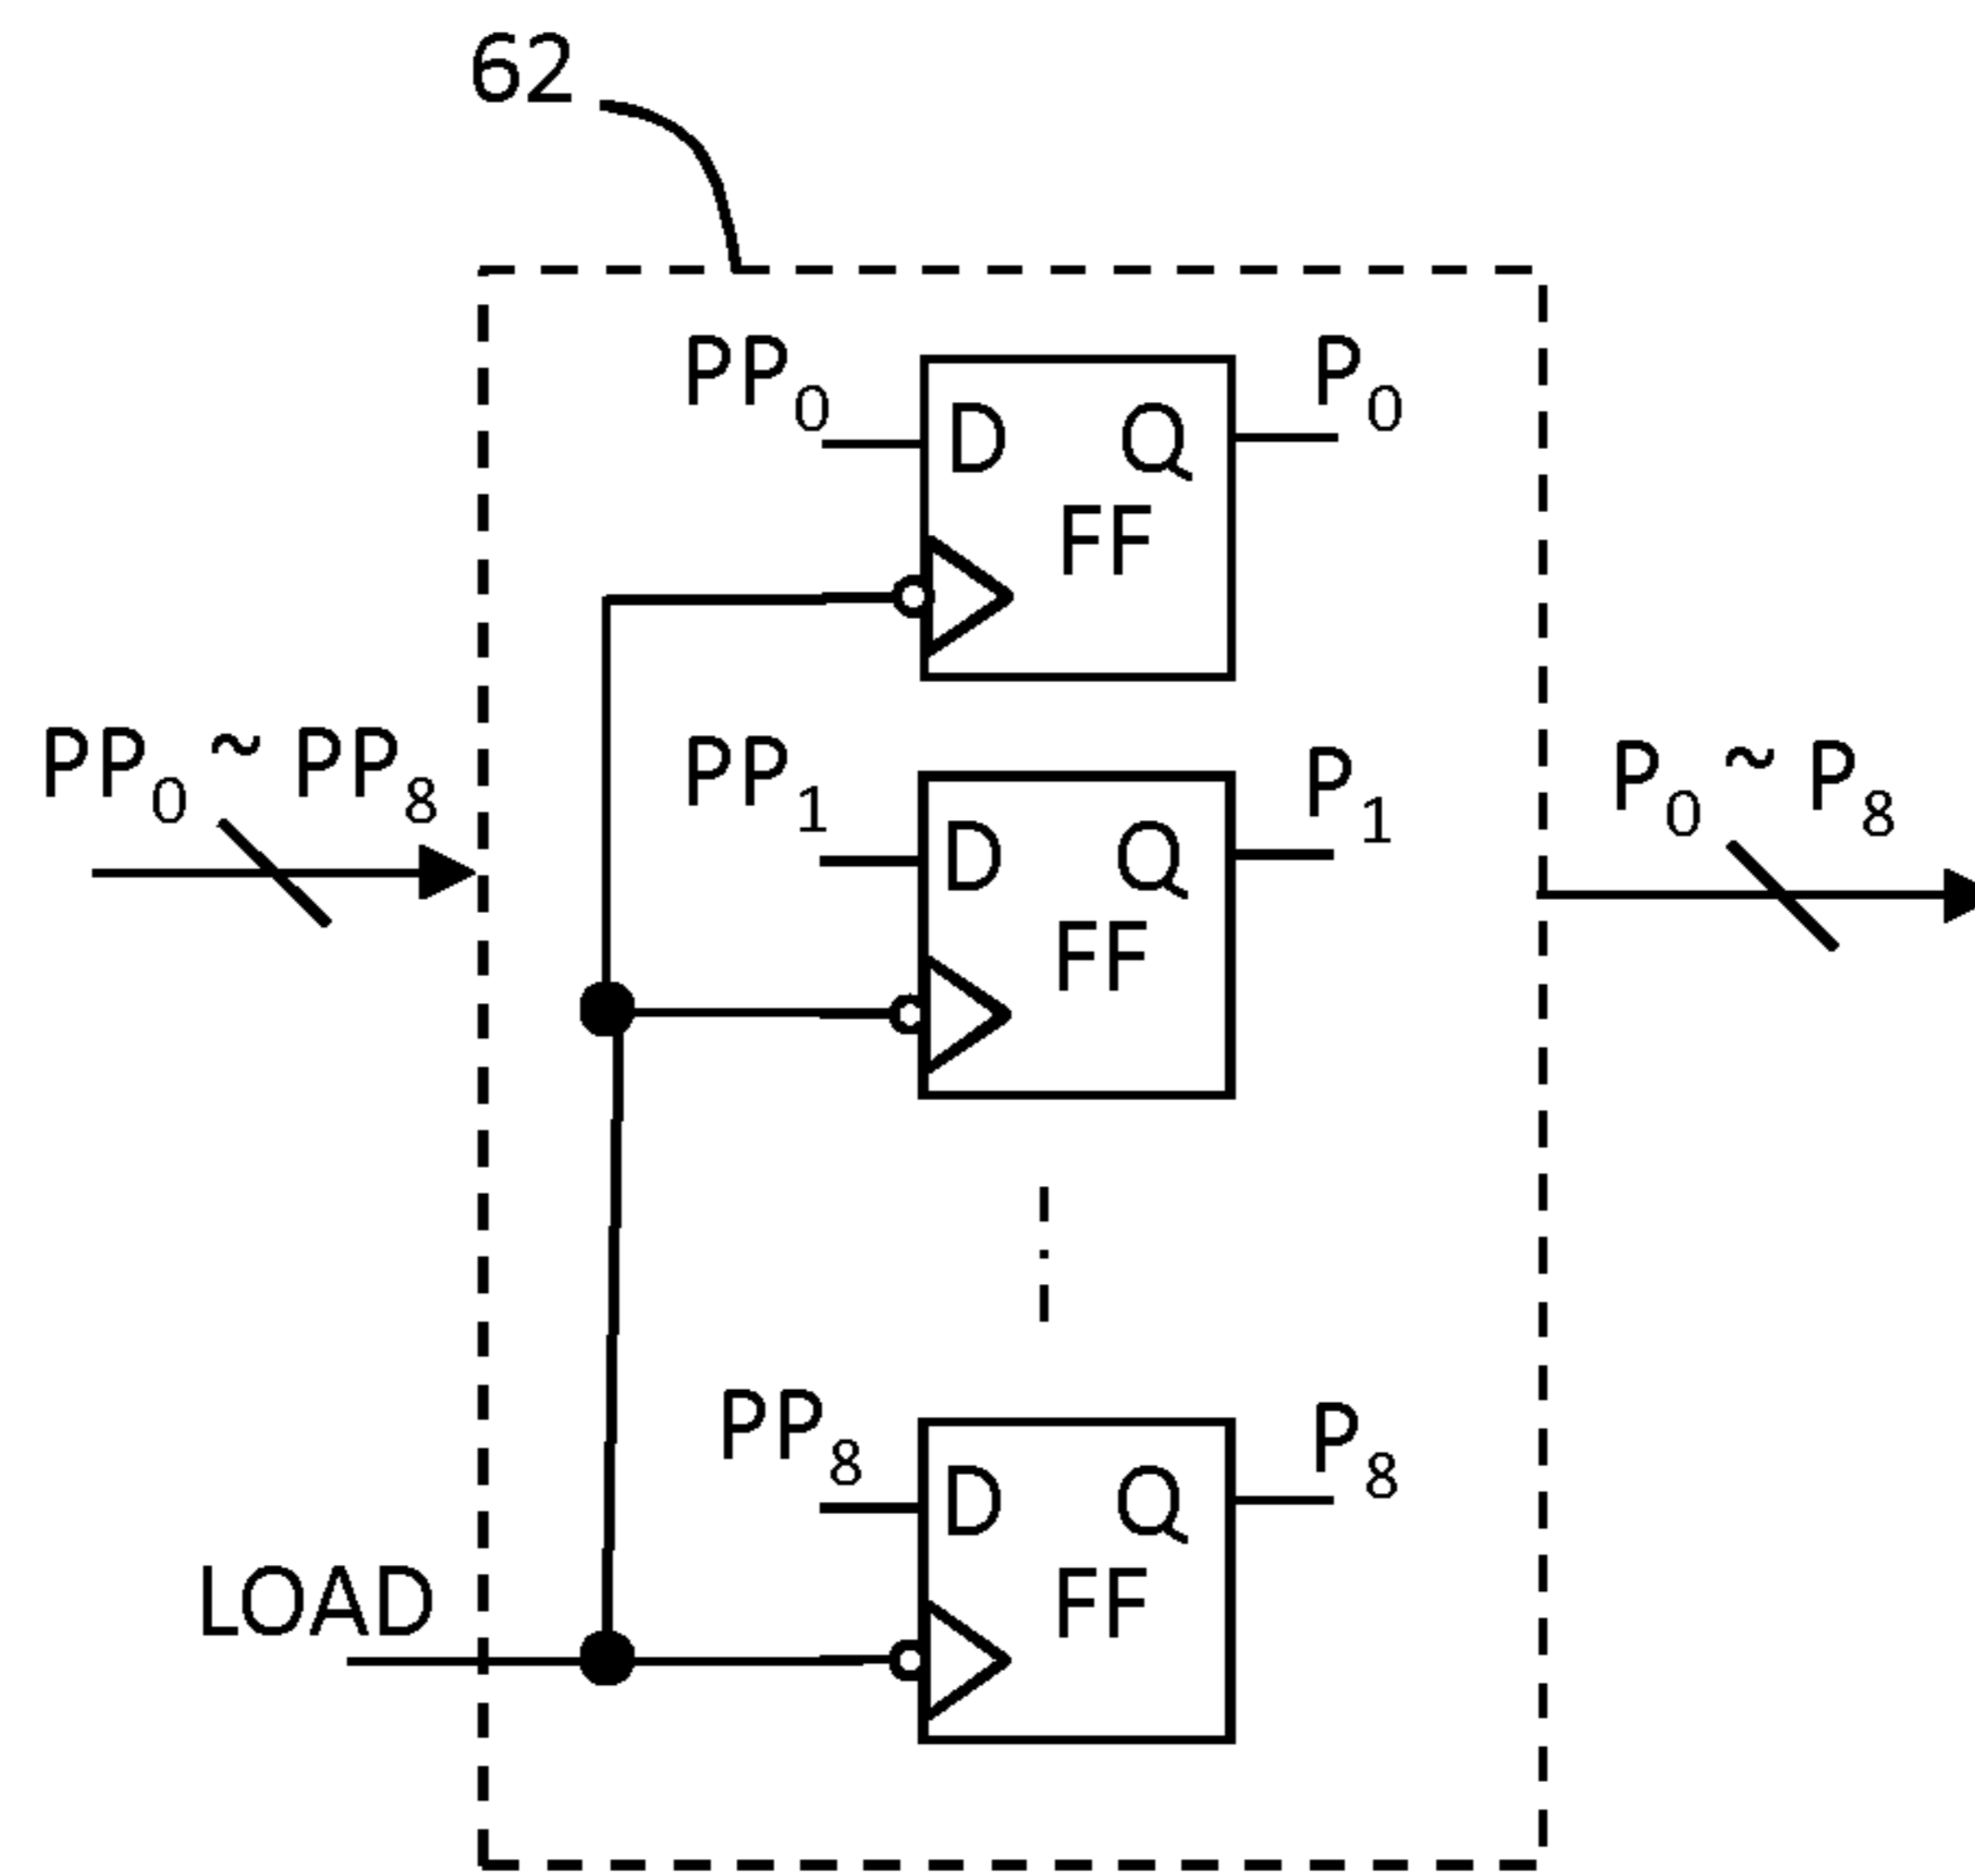 62
PP₀ P₀
D Q
FF
PP₀ ~ PP₈
PP₁ P₁
P₀ ~ P₈
D Q
FF
PP₈ P₈
D Q
FF
LOAD